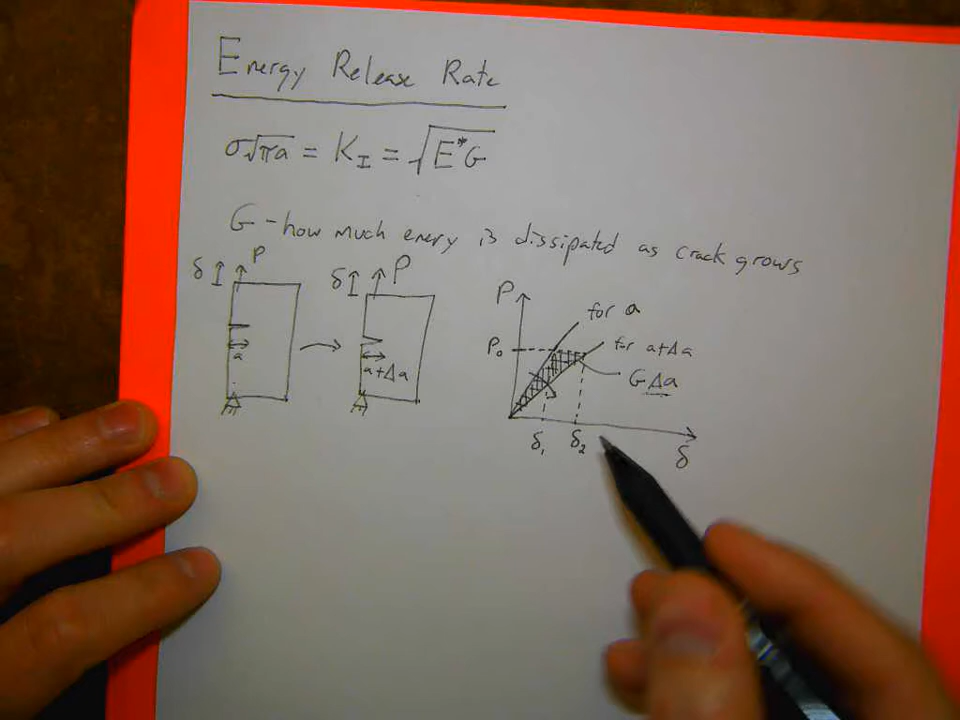 Energy Release Rate
σ√πa = K_I = √E*G
G - how much enery is dissipated as crack grows
δ P δ P
a a+Δa
P
for a
P₀ for a+Δa
GΔa
δ₁ δ₂ δ